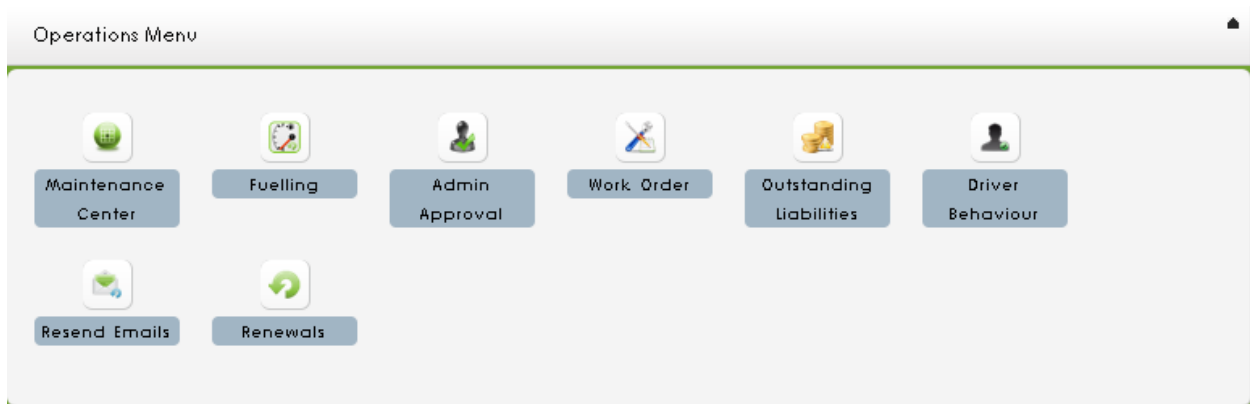 Operations Menu
Maintenance
Center
Fuelling
Admin
Approval
Work Order
Outstanding
Liabilities
Driver
Behaviour
Resend Emails
Renewals